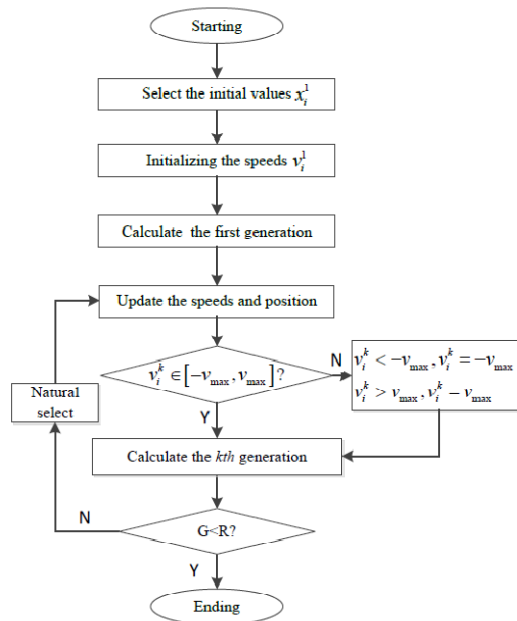 Starting
Select the initial values x_i^1
Initializing the speeds v_i^1
Calculate the first generation
Update the speeds and position
v_i^k ∈[−v_max, v_max]?
N
v_i^k < −v_max, v_i^k = −v_max
v_i^k > v_max, v_i^k − v_max
Natural
select
Y
Calculate the kth generation
N
G<R?
Y
Ending